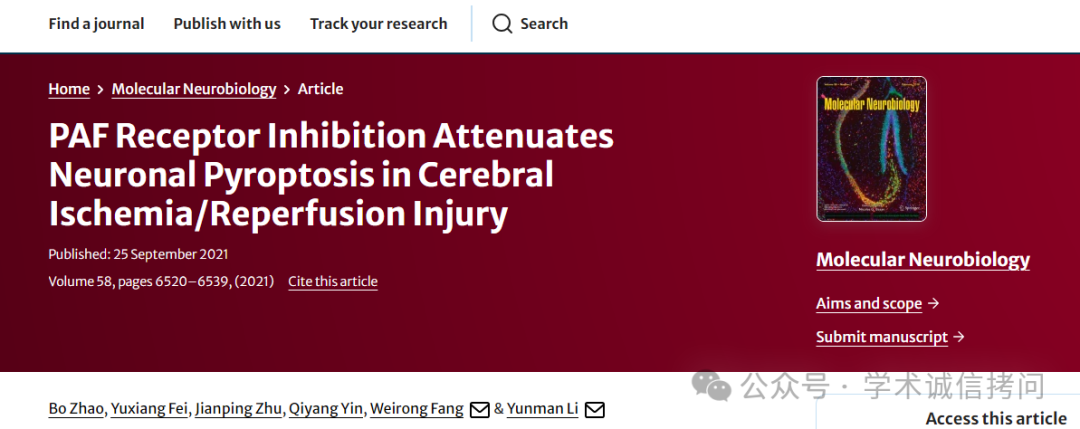 Find a journal Publish with us Track your research Search
Home > Molecular Neurobiology > Article
PAF Receptor Inhibition Attenuates
Neuronal Pyroptosis in Cerebral
Ischemia/Reperfusion Injury
Published: 25 September 2021
Volume 58, pages 6520–6539, (2021) Cite this article
Molecular Neurobiology
Molecular Neurobiology
Aims and scope →
Submit manuscript →
公众号 · 学术诚信拷问
Bo Zhao, Yuxiang Fei, Jianping Zhu, Qiyang Yin, Weirong Fang & Yunman Li
Access this article